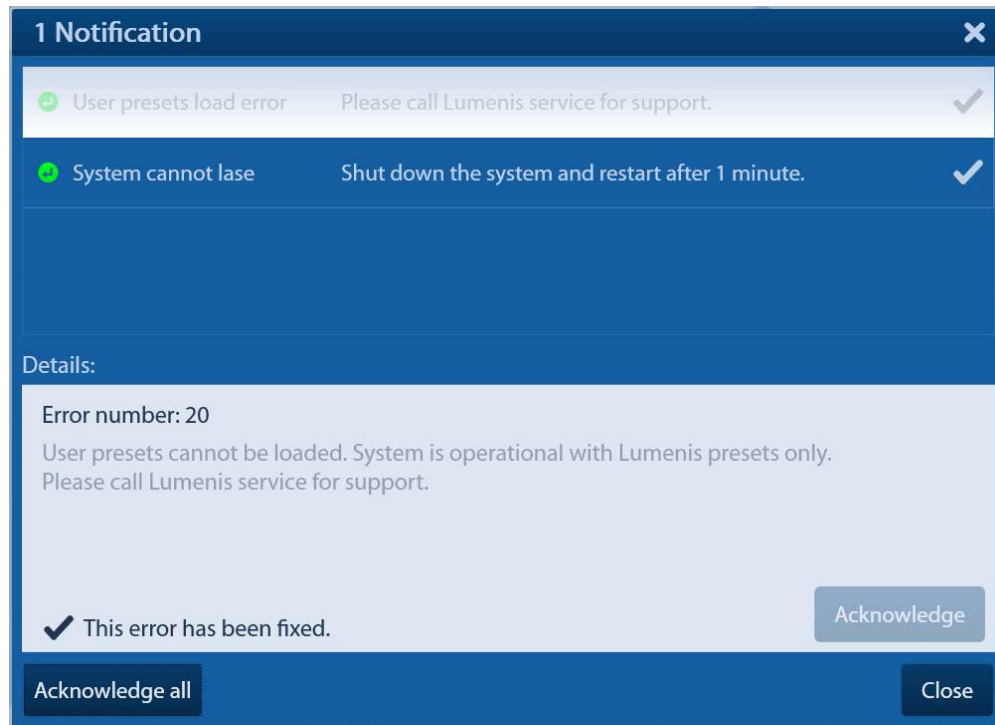 1 Notification
User presets load error Please call Lumenis service for support.
System cannot lase Shut down the system and restart after 1 minute.
Details:
Error number: 20
User presets cannot be loaded. System is operational with Lumenis presets only.
Please call Lumenis service for support.
Acknowledge
This error has been fixed.
Acknowledge all Close